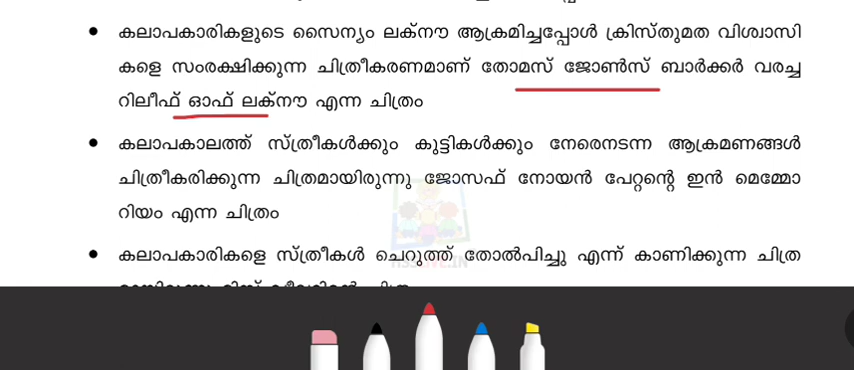 കലാപകാരികളുടെ സൈന്യം ലക്നൗ ആക്രമിച്ചപ്പോൾ ക്രിസ്തുമത വിശ്വാസി
കളെ സംരക്ഷിക്കുന്ന ചിത്രീകരണമാണ് തോമസ് ജോൺസ് ബാർക്കർ വരച്ച
റിലീഫ് ഓഫ് ലക്നൗ എന്ന ചിത്രം
കലാപകാലത്ത് സ്ത്രീകൾക്കും കുട്ടികൾക്കും നേരെനടന്ന ആക്രമണങ്ങൾ
ചിത്രീകരിക്കുന്ന ചിത്രമായിരുന്നു ജോസഫ് നോയൻ പേറ്റന്റെ ഇൻ മെമ്മോ
റിയം എന്ന ചിത്രം
കലാപകാരികളെ സ്ത്രീകൾ ചെറുത്ത് തോൽപിച്ചു എന്ന് കാണിക്കുന്ന ചിത്ര